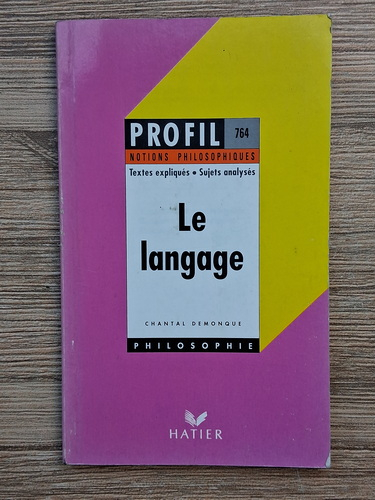 PROFIL 764
NOTIONS PHILOSOPHIQUES
Textes expliqués • Sujets analysés
Le
langage
CHANTAL DEMONQUE
PHILOSOPHIE
HATIER